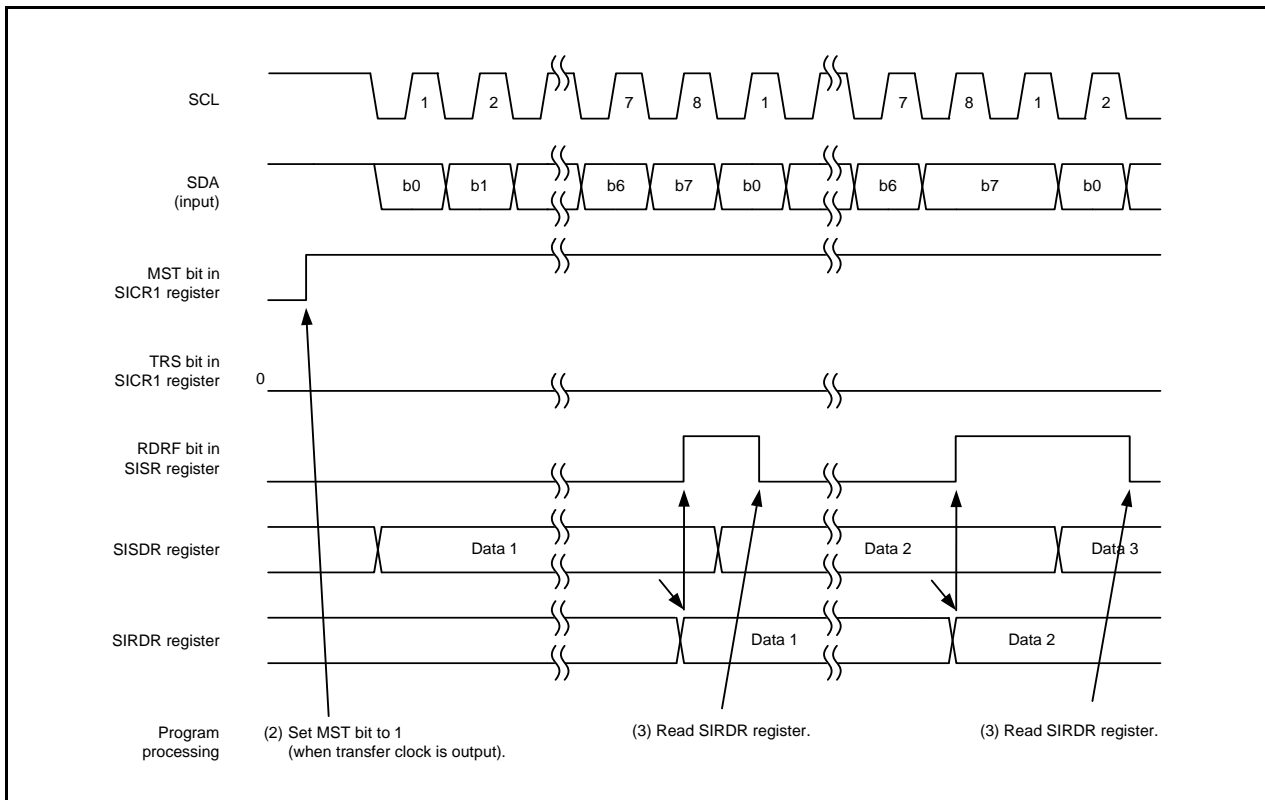 SCL
1 2 7 8 1 7 8 1 2
SDA
(input)
b0 b1 b6 b7 b0 b6 b7 b0
MST bit in
SICR1 register
TRS bit in
SICR1 register
0
RDRF bit in
SISR register
SISDR register
Data 1 Data 2 Data 3
SIRDR register
Data 1 Data 2
Program
processing
(2) Set MST bit to 1
(when transfer clock is output).
(3) Read SIRDR register.
(3) Read SIRDR register.